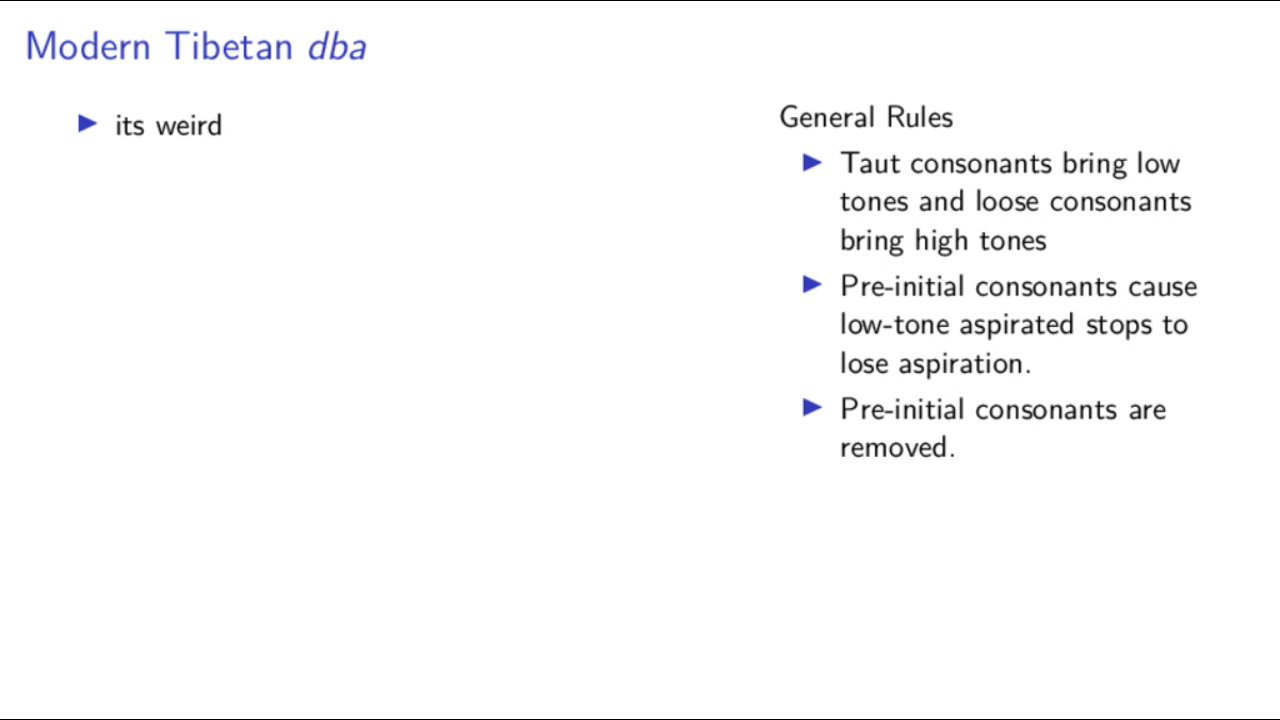 Modern Tibetan dba
▶ its weird
General Rules
▶ Taut consonants bring low
tones and loose consonants
bring high tones
▶ Pre-initial consonants cause
low-tone aspirated stops to
lose aspiration.
▶ Pre-initial consonants are
removed.